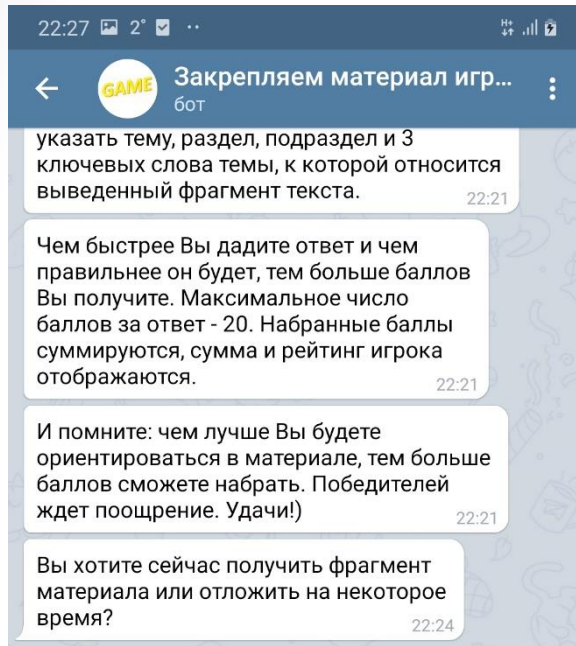 22:27 2°
GAME
Закрепляем материал игр...
бот
указать тему, раздел, подраздел и 3
ключевых слова темы, к которой относится
выведенный фрагмент текста.
22:21
Чем быстрее Вы дадите ответ и чем
правильнее он будет, тем больше баллов
Вы получите. Максимальное число
баллов за ответ - 20. Набранные баллы
суммируются, сумма и рейтинг игрока
отображаются.
22:21
И помните: чем лучше Вы будете
ориентироваться в материале, тем больше
баллов сможете набрать. Победителей
ждет поощрение. Удачи!)
22:21
Вы хотите сейчас получить фрагмент
материала или отложить на некоторое
время?
22:24